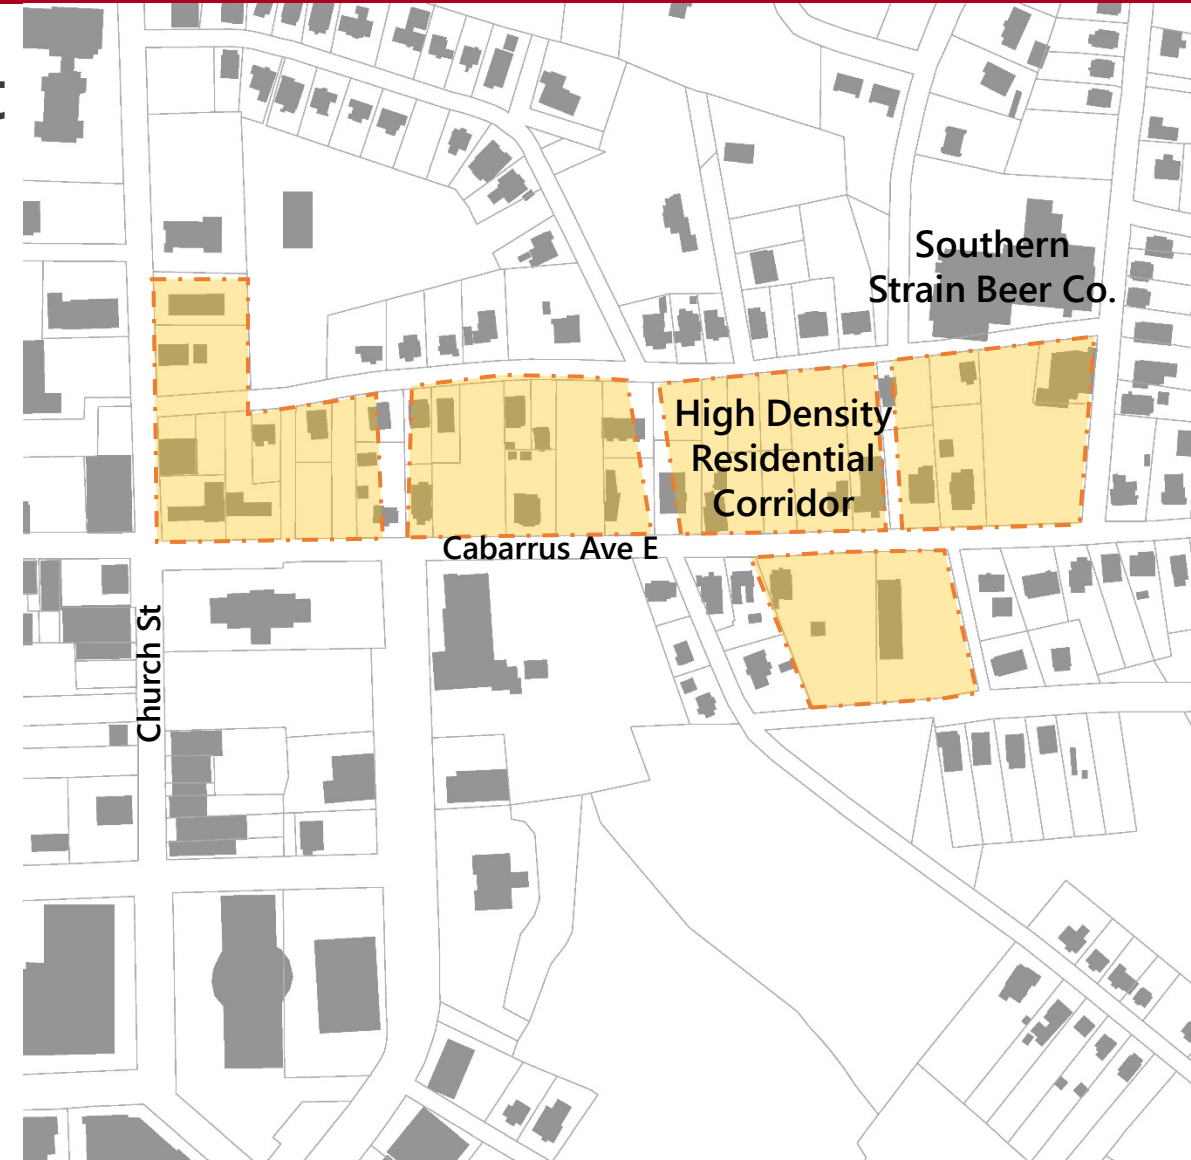 Southern
Strain Beer Co.
High Density
Residential
Corridor
Cabarrus Ave E
Church St